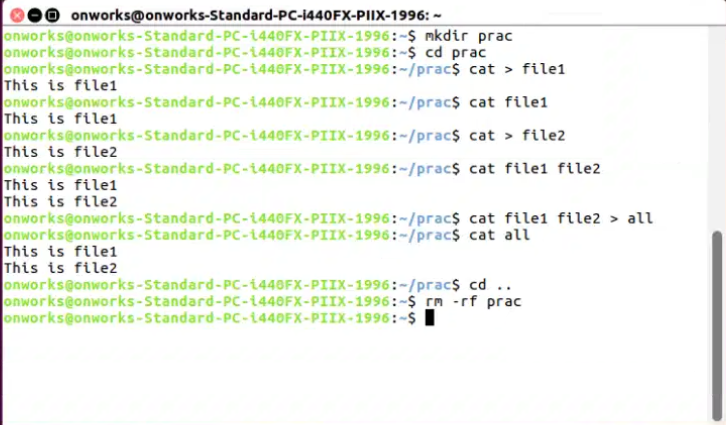 onworks@onworks-Standard-PC-i440FX-PIIX-1996: ~
onworks@onworks-Standard-PC-i440FX-PIIX-1996:~$ mkdir prac
onworks@onworks-Standard-PC-i440FX-PIIX-1996:~$ cd prac
onworks@onworks-Standard-PC-i440FX-PIIX-1996:~/prac$ cat > file1
This is file1
onworks@onworks-Standard-PC-i440FX-PIIX-1996:~/prac$ cat file1
This is file1
onworks@onworks-Standard-PC-i440FX-PIIX-1996:~/prac$ cat > file2
This is file2
onworks@onworks-Standard-PC-i440FX-PIIX-1996:~/prac$ cat file1 file2
This is file1
This is file2
onworks@onworks-Standard-PC-i440FX-PIIX-1996:~/prac$ cat file1 file2 > all
onworks@onworks-Standard-PC-i440FX-PIIX-1996:~/prac$ cat all
This is file1
This is file2
onworks@onworks-Standard-PC-i440FX-PIIX-1996:~/prac$ cd ..
onworks@onworks-Standard-PC-i440FX-PIIX-1996:~$ rm -rf prac
onworks@onworks-Standard-PC-i440FX-PIIX-1996:~$